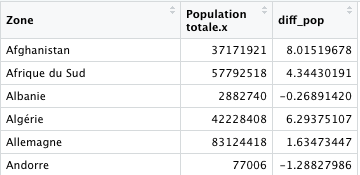 Zone Population totale.x diff_pop
Afghanistan 37171921 8.01519678
Afrique du Sud 57792518 4.34430191
Albanie 2882740 -0.26891420
Algérie 42228408 6.29375107
Allemagne 83124418 1.63473447
Andorre 77006 -1.28827986